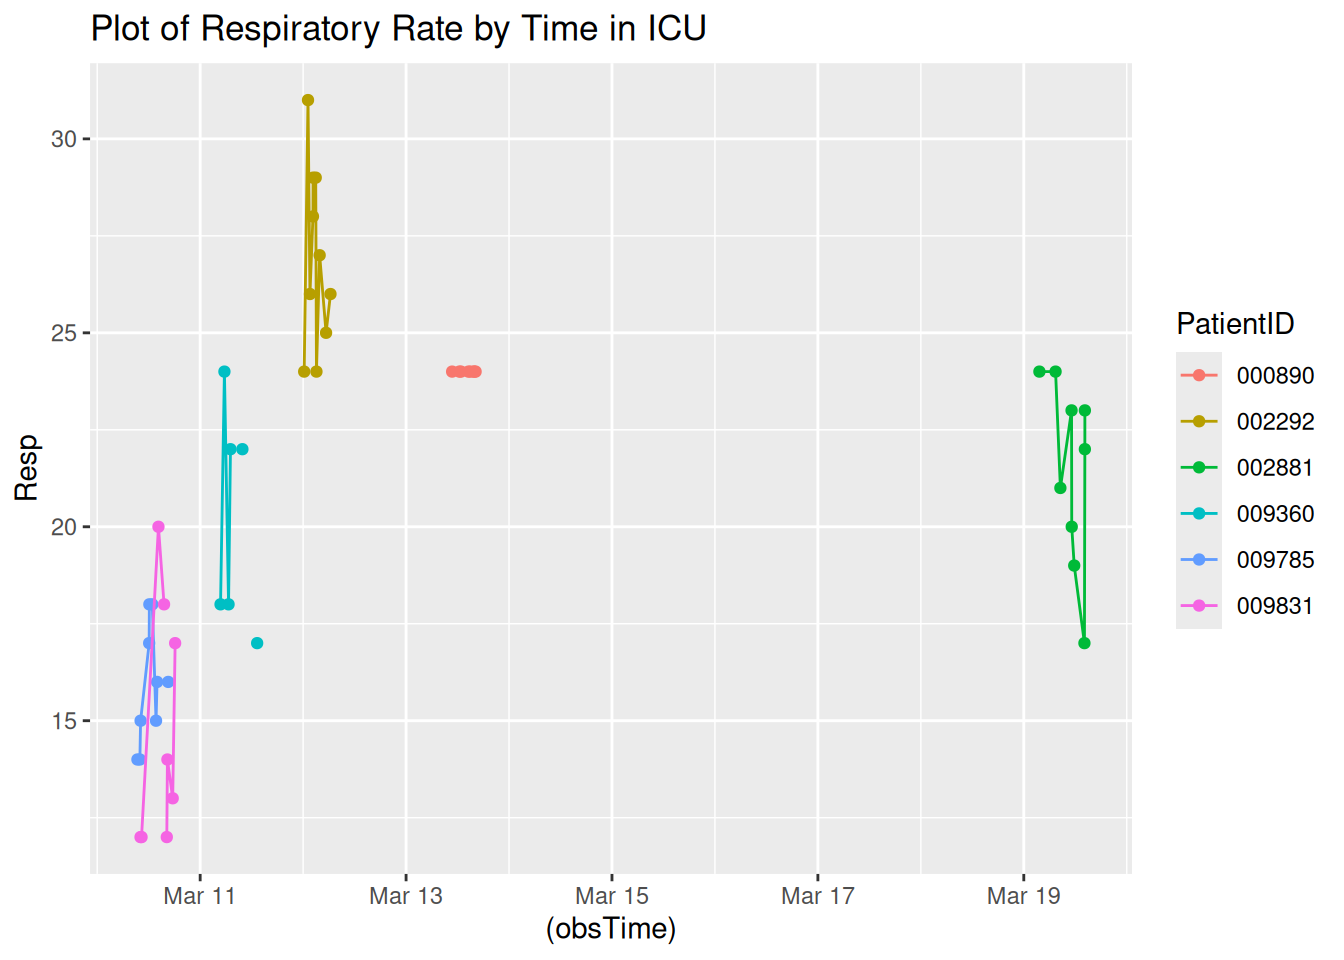 Plot of Respiratory Rate by Time in ICU
30
25
20
15
Resp
Mar 11
Mar 13
Mar 15
Mar 17
Mar 19
(obsTime)
PatientID
000890
002292
002881
009360
009785
009831